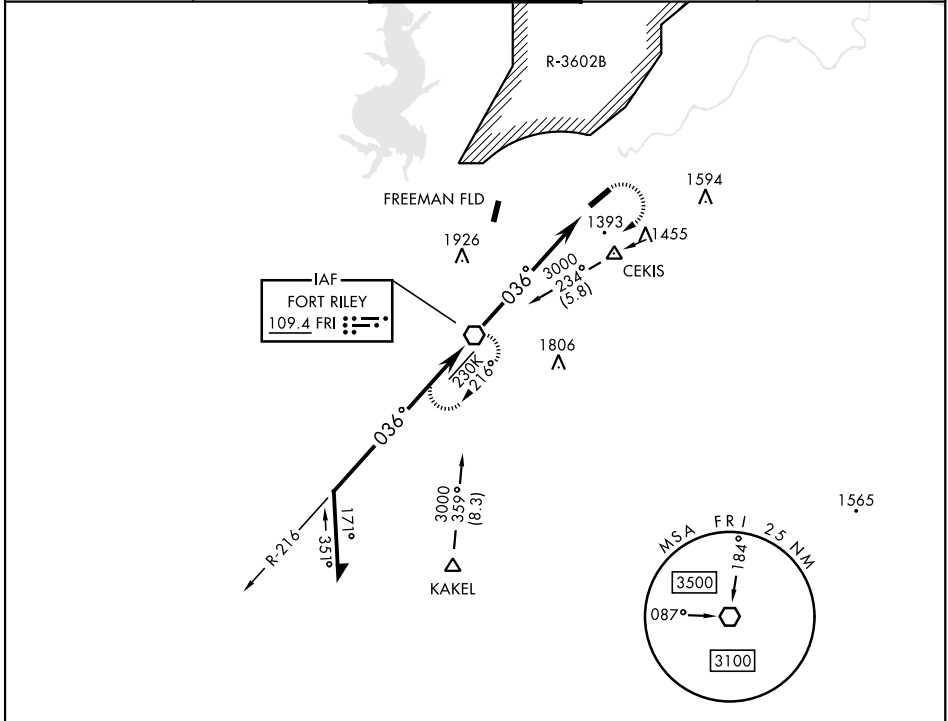 R-3602B
1594
FREEMAN FLD
1393
1455
1926
CEKIS
3000
234°
(5.8)
036°
IAF
FORT RILEY
109.4 FRI
1806
230K
216°
036°
3000
359°
(8.3)
KAKEL
171°
351°
R-216
1565
MSA FRI 25 NM
184°
3500
087°
3100